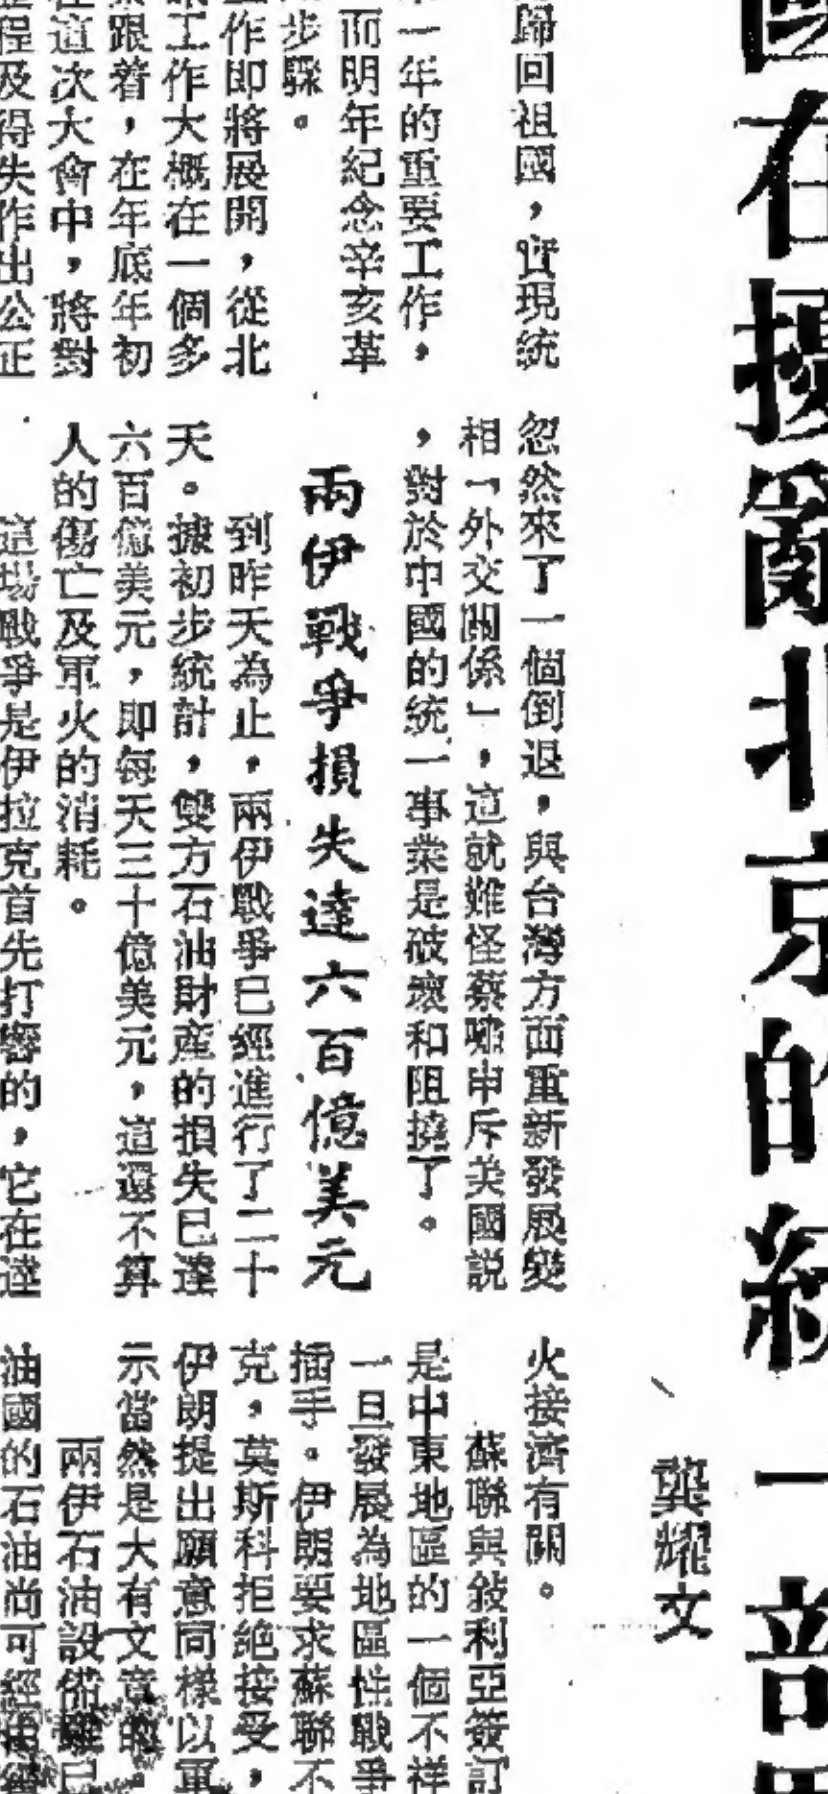 國在擾亂北京的統一部署
龔耀文
歸回祖國，實現統
一年的重要工作，
而明年紀念辛亥革
步驟。
作即將展開，從北
工作大概在一個多
跟着，在年底年初
在這次大會中，將對
程及得失作出公正
忽然來了一個倒退，與台灣方面重新發展變
相「外交關係」，這就難怪蔡嘯申斥美國説
，對於中國的統一事業是破壞和阻撓了。
兩伊戰爭損失達六百億美元
到昨天為止，兩伊戰爭已經進行了二十
天。據初步統計，雙方石油財產的損失已達
六百億美元，即每天三十億美元，這還不算
人的傷亡及軍火的消耗。
這場戰爭是伊拉克首先打響的，它在達
火接濟有關。
蘇聯與敍利亞簽訂
是中東地區的一個不祥
一旦發展為地區性戰爭
插手。伊朗要求蘇聯不
克，莫斯科拒絕接受，
伊朗提出願意同樣以軍
示當然是大有文章的。
兩伊石油設備雖已
油國的石油尚可經